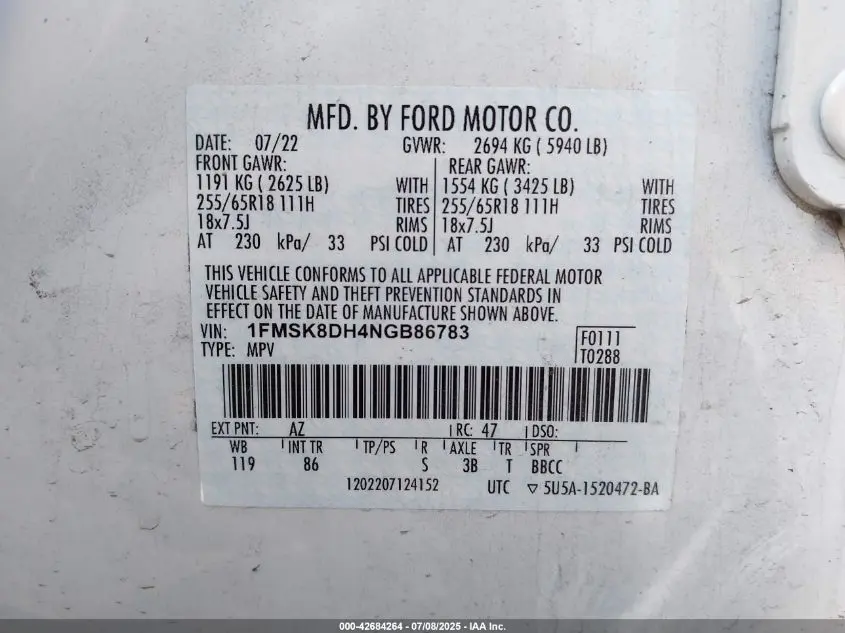 MFD. BY FORD MOTOR CO.
DATE: 07/22 GVWR: 2694 KG ( 5940 LB)
FRONT GAWR: REAR GAWR:
1191 KG ( 2625 LB) WITH 1554 KG ( 3425 LB) WITH
255/65R18 111H TIRES 255/65R18 111H TIRES
18x7.5J RIMS 18x7.5J RIMS
AT 230 kPa/ 33 PSI COLD AT 230 kPa/ 33 PSI COLD
THIS VEHICLE CONFORMS TO ALL APPLICABLE FEDERAL MOTOR
VEHICLE SAFETY AND THEFT PREVENTION STANDARDS IN
EFFECT ON THE DATE OF MANUFACTURE SHOWN ABOVE.
VIN: 1FMSK8DH4NGB86783 F0111
TYPE: MPV T0288
EXT PNT: AZ RC: 47 DSO:
WB INT TR TP/PS R AXLE TR SPR
119 86 S 3B T BBCC
1202207124152 UTC ▽ 5U5A-1520472-BA
000-42684264 - 07/08/2025 - IAA Inc.